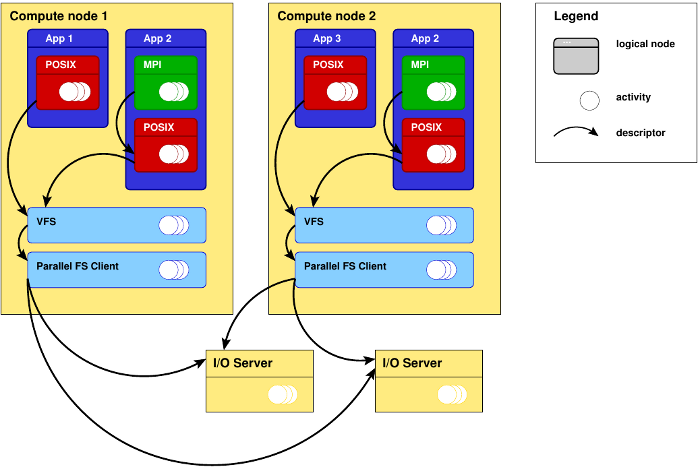 Compute node 1
App 1
App 2
POSIX
MPI
POSIX
VFS
Parallel FS Client
Compute node 2
App 3
App 2
POSIX
MPI
POSIX
VFS
Parallel FS Client
I/O Server
I/O Server
Legend
logical node
activity
descriptor